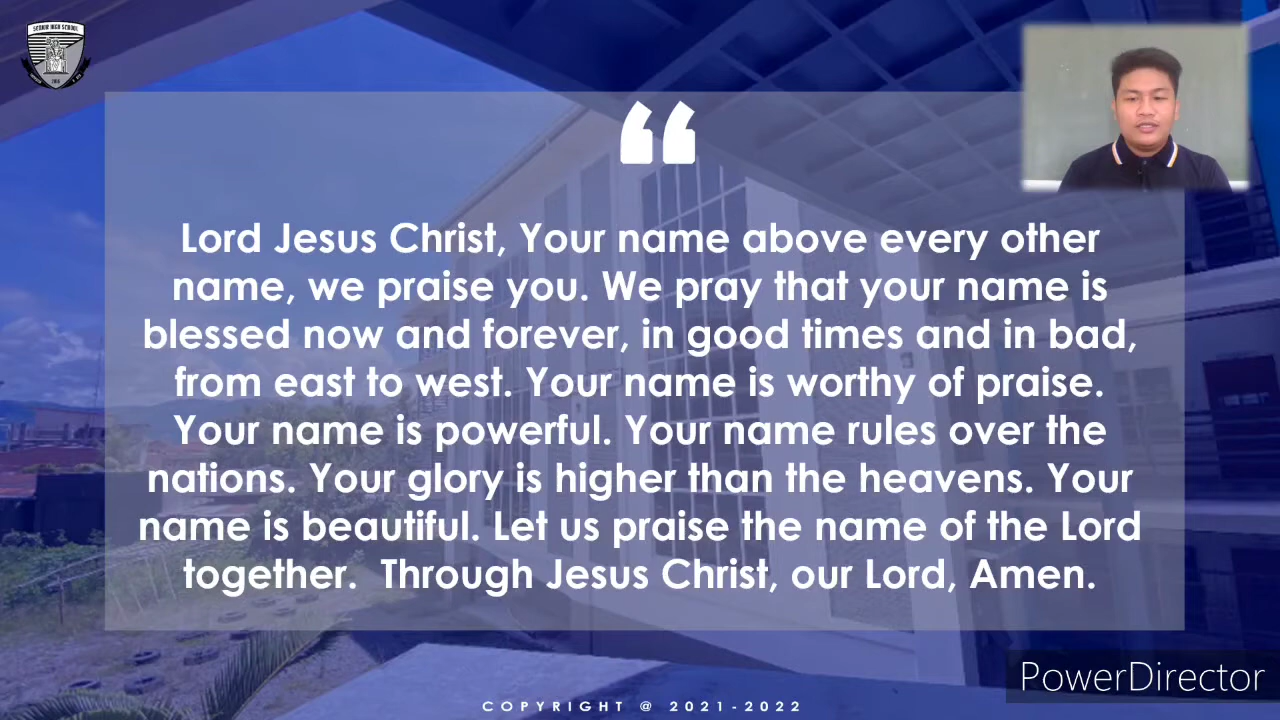 SENIOR HIGH SCHOOL
“
Lord Jesus Christ, Your name above every other
name, we praise you. We pray that your name is
blessed now and forever, in good times and in bad,
from east to west. Your name is worthy of praise.
Your name is powerful. Your name rules over the
nations. Your glory is higher than the heavens. Your
name is beautiful. Let us praise the name of the Lord
together.  Through Jesus Christ, our Lord, Amen.
PowerDirector
COPYRIGHT @ 2021-2022